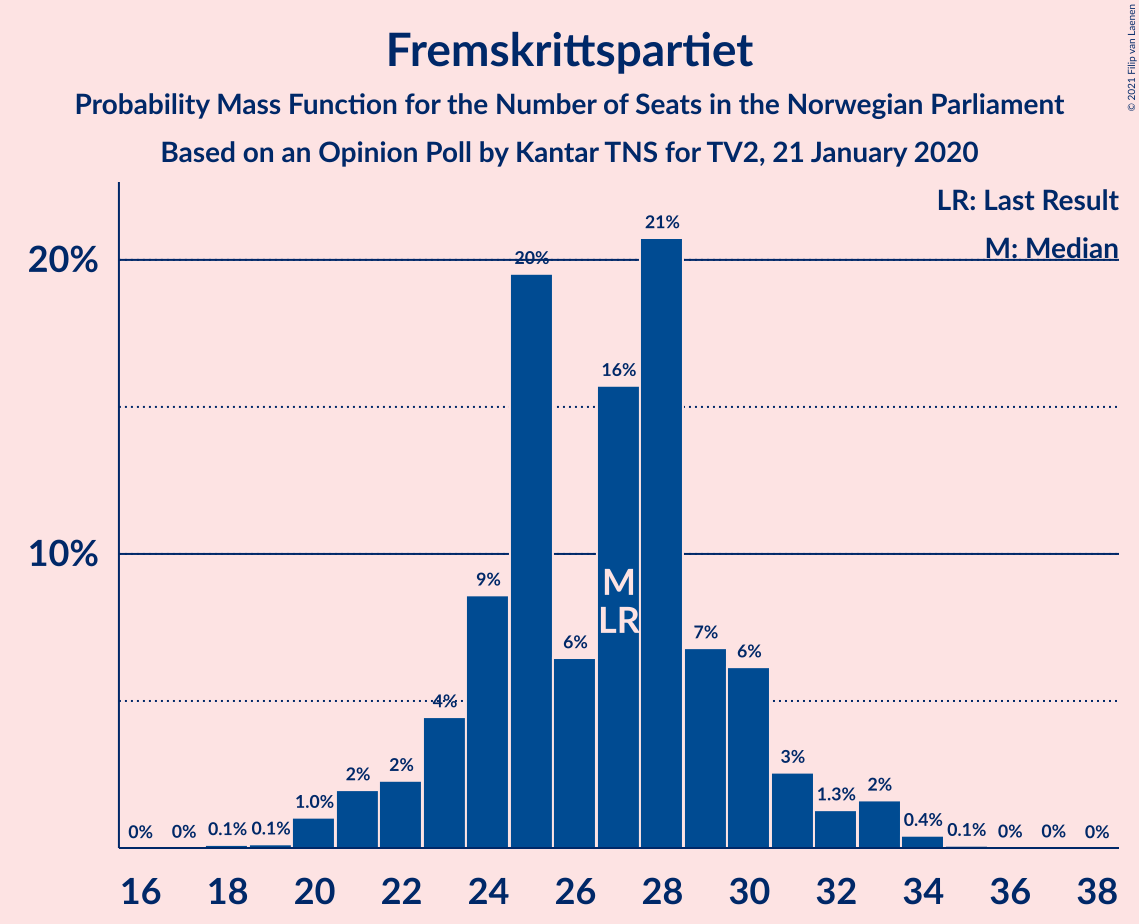 Fremskrittspartiet
Probability Mass Function for the Number of Seats in the Norwegian Parliament
Based on an Opinion Poll by Kantar TNS for TV2, 21 January 2020
© 2021 Filip van Laenen
LR: Last Result
M: Median
20%
10%
0% 0% 0.1% 0.1% 1.0% 2% 2% 4% 9% 20% 6% 16% 21% 7% 6% 3% 1.3% 2% 0.4% 0.1% 0% 0% 0%
M
LR
16 18 20 22 24 26 28 30 32 34 36 38